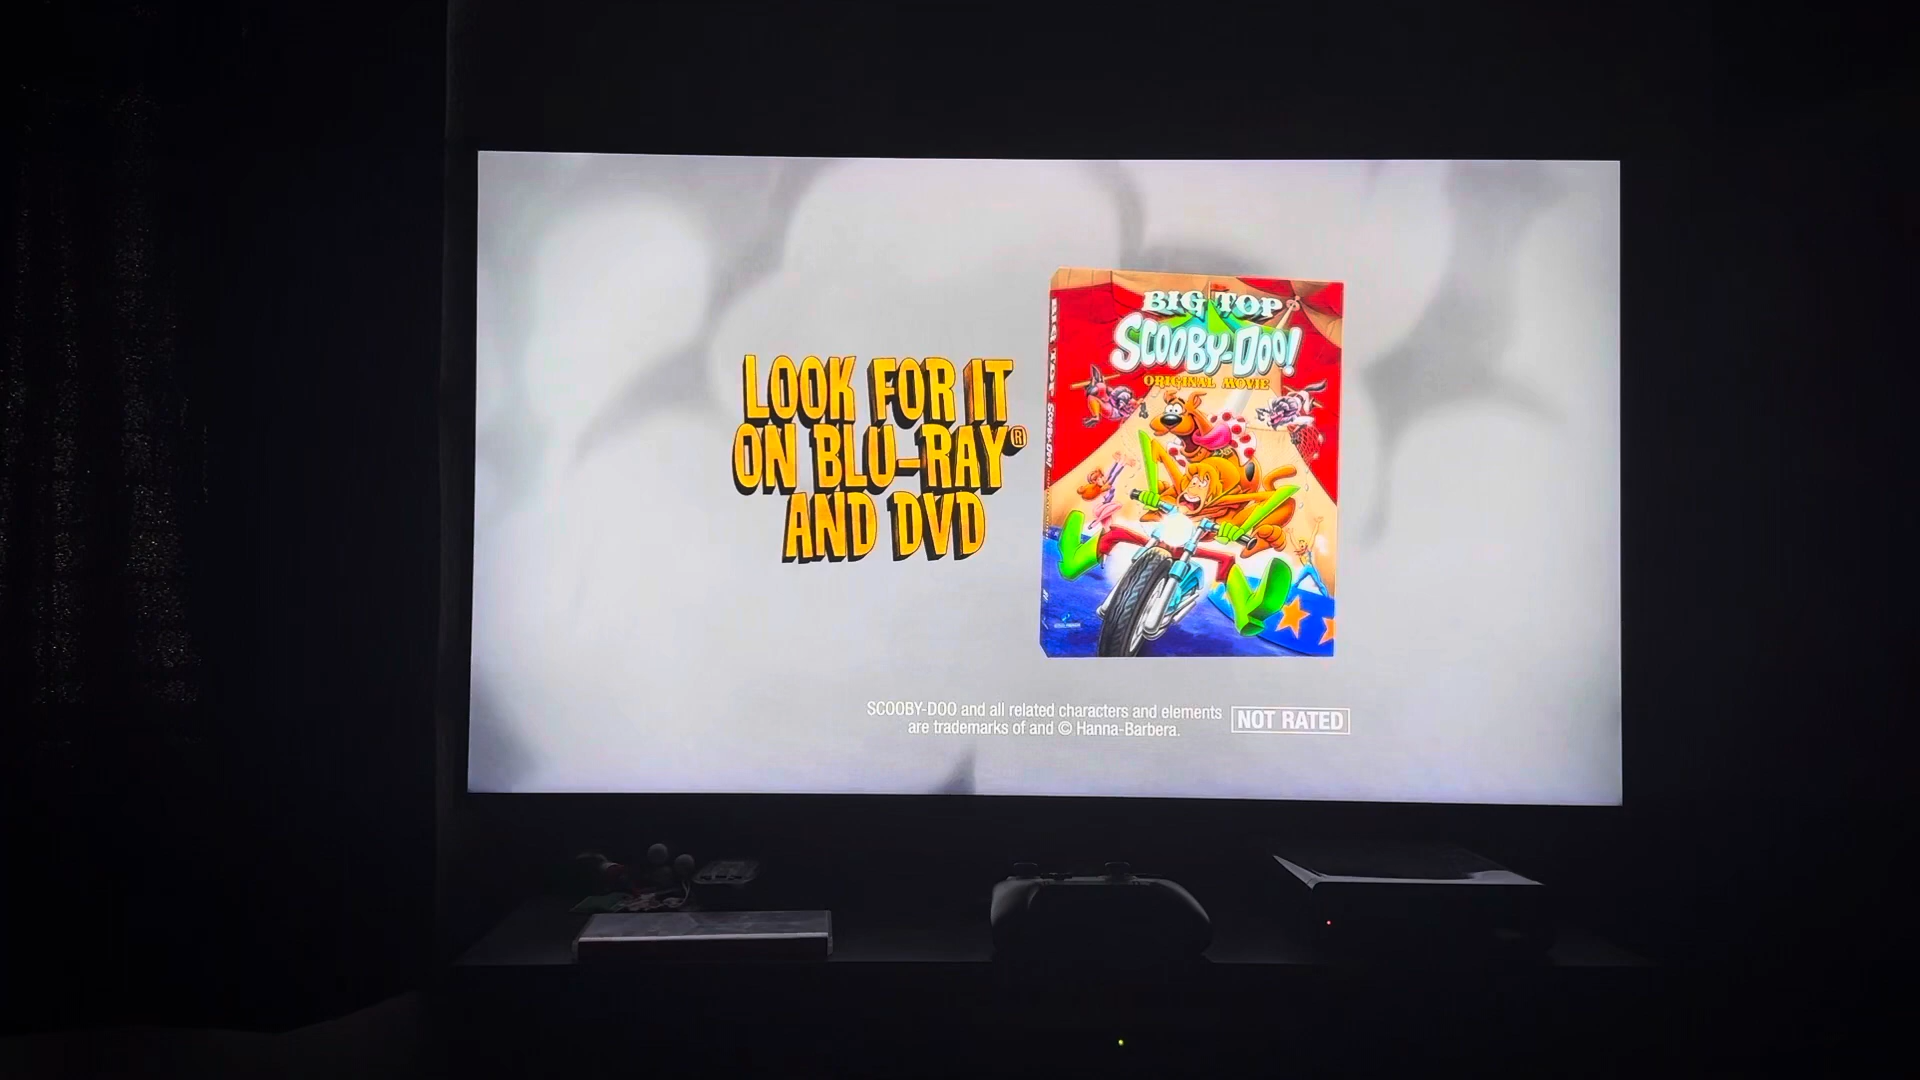 LOOK FOR IT
ON BLU-RAY®
AND DVD
BIG TOP
SCOOBY-DOO!
ORIGINAL MOVIE
BIG TOP SCOOBY-DOO!
SCOOBY-DOO and all related characters and elements
are trademarks of and © Hanna-Barbera.
NOT RATED